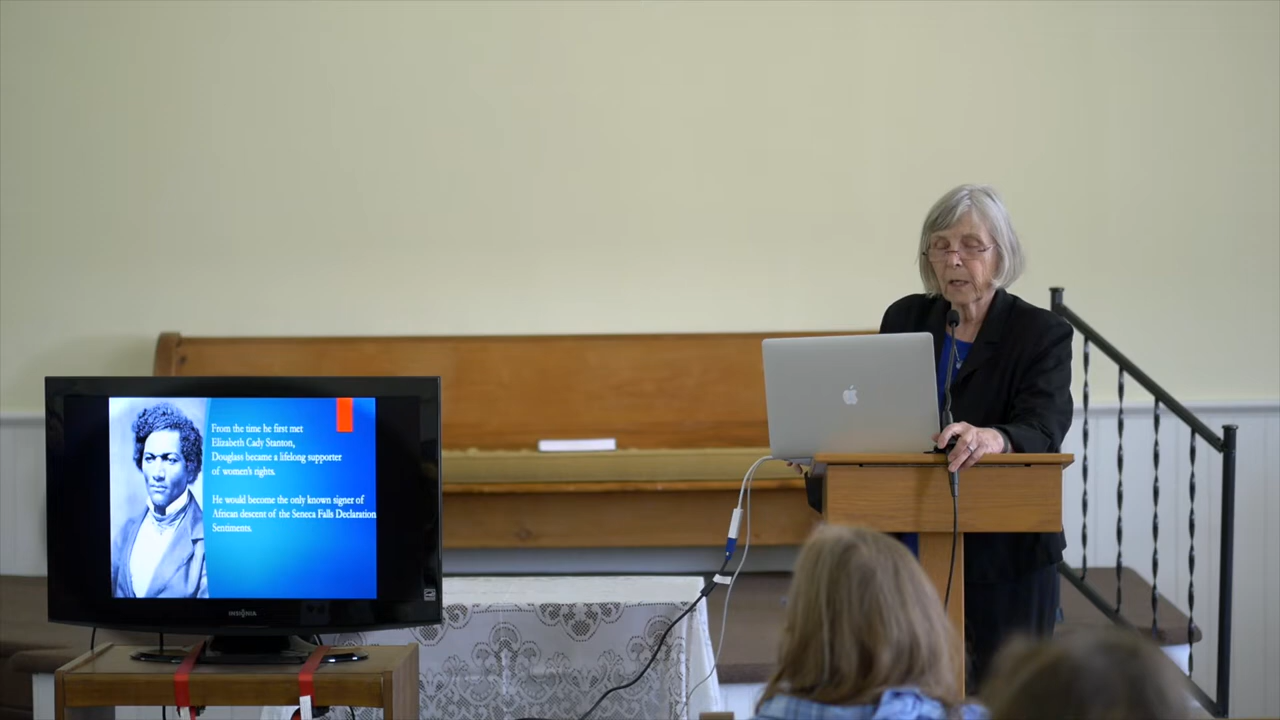 From the time he first met
Elizabeth Cady Stanton,
Douglass became a lifelong supporter
of women's rights.
He would become the only known signer of
African descent of the Seneca Falls Declaration
Sentiments.
INSIGNIA